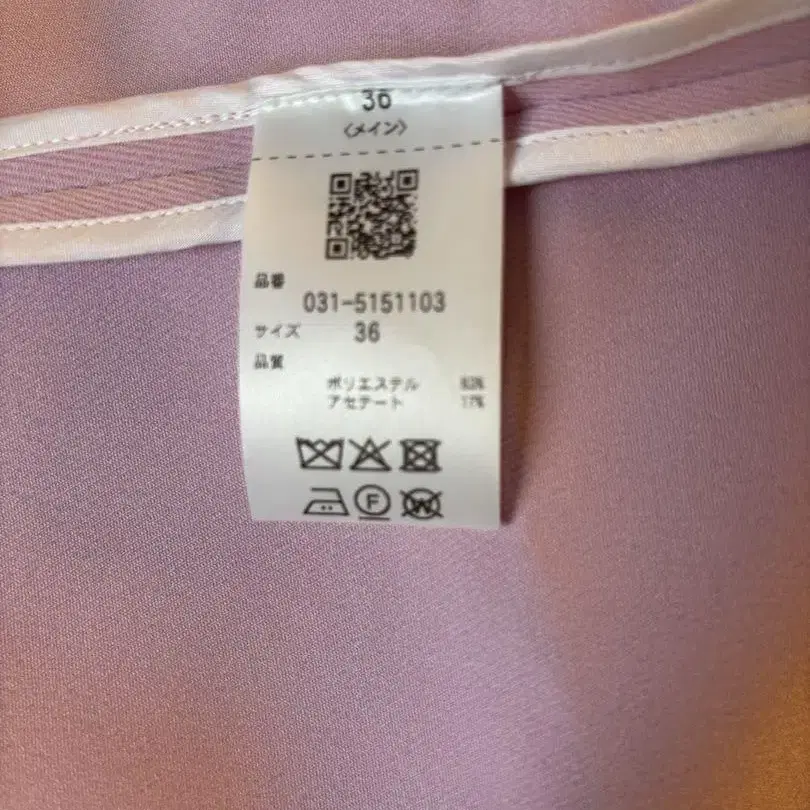 36
〈メイン〉
品番
031-5151103
サイズ 36
品質
ポリエステル 83%
アセテート 17%
F
W